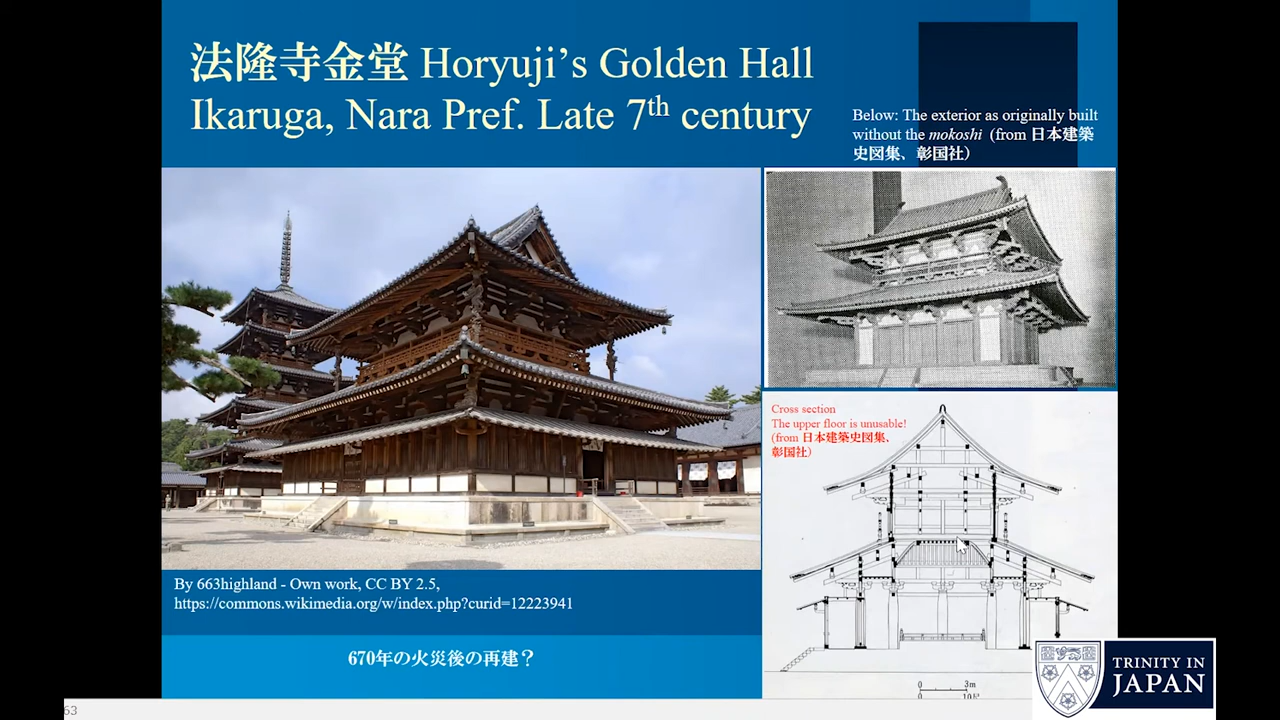 法隆寺金堂 Horyuji's Golden Hall
Ikaruga, Nara Pref. Late 7th century
Below: The exterior as originally built
without the mokoshi (from 日本建築
史図集、彰国社）
Cross section
The upper floor is unusable!
(from 日本建築史図集、
彰国社）
By 663highland - Own work, CC BY 2.5,
https://commons.wikimedia.org/w/index.php?curid=12223941
670年の火災後の再建？
0 3m
0
63
TRINITY IN
JAPAN